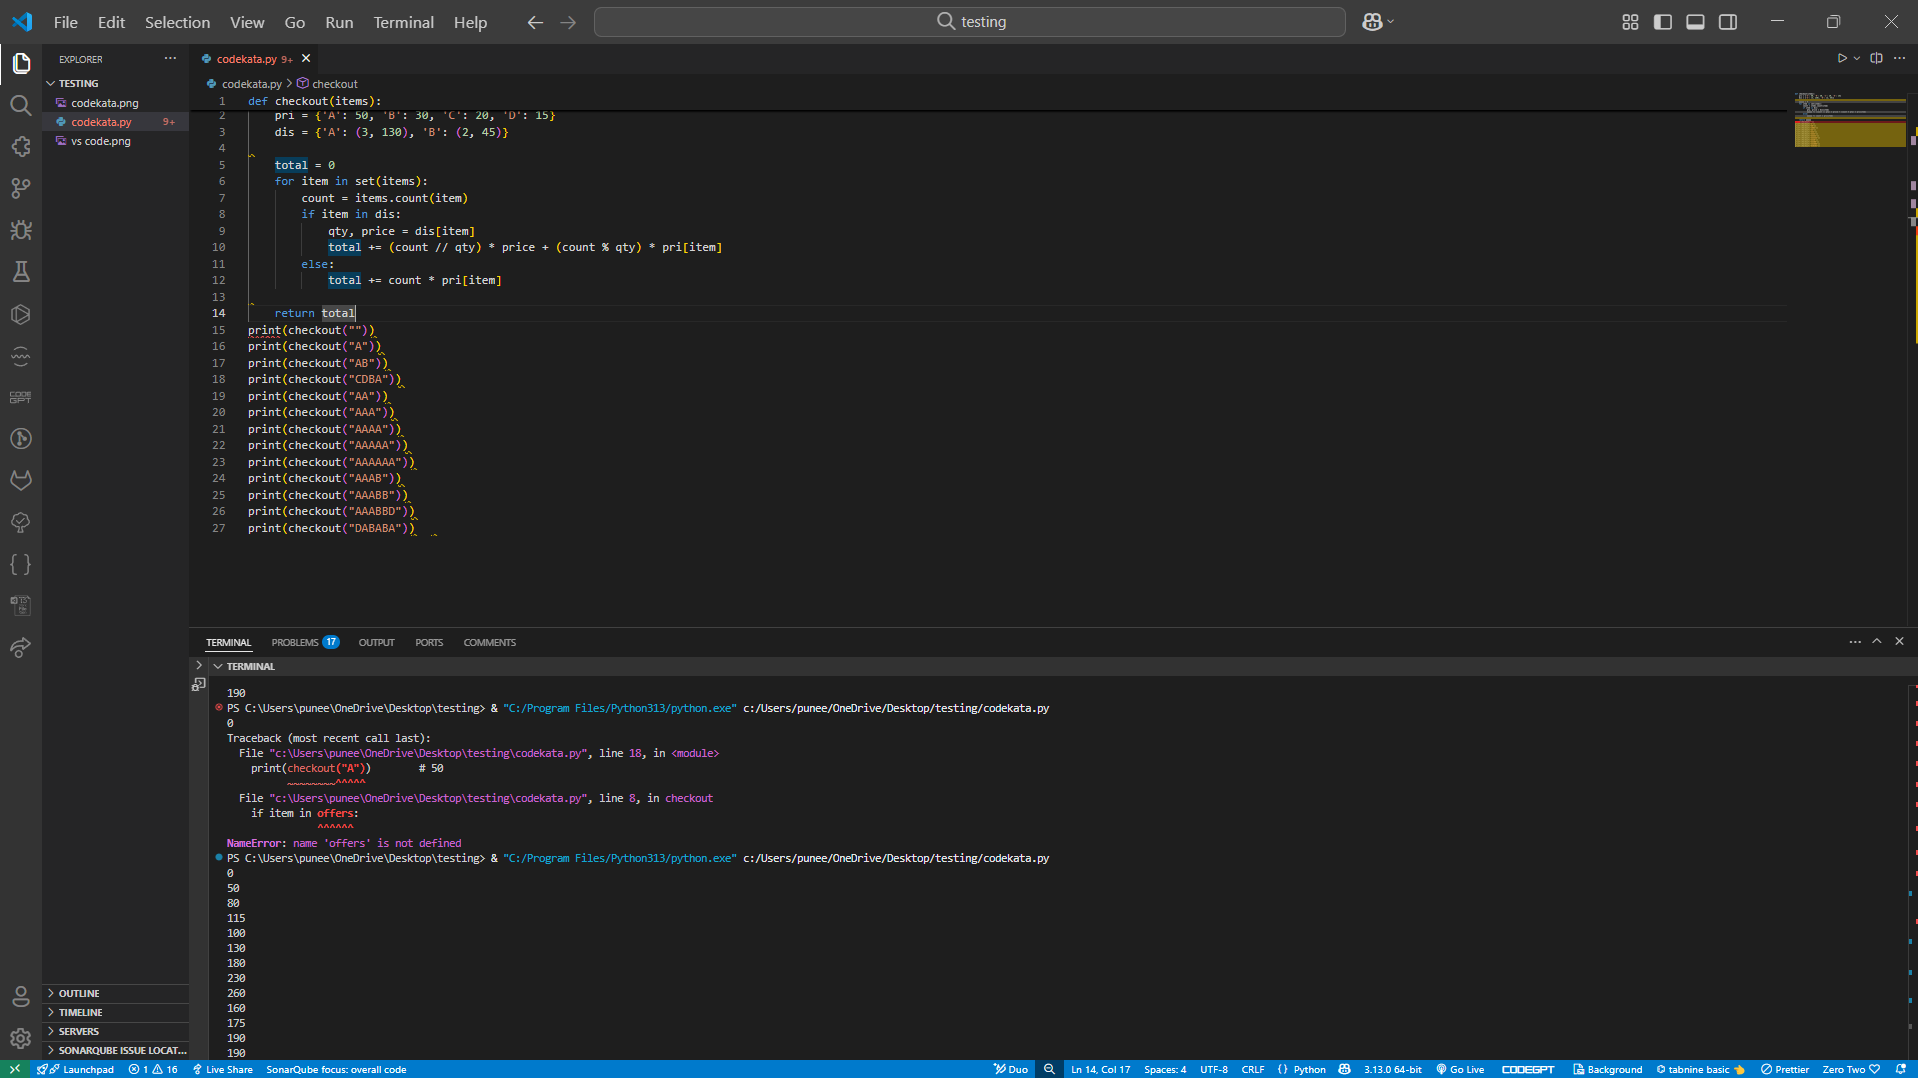 File Edit Selection View Go Run Terminal Help testing
EXPLORER
TESTING
codekata.png
codekata.py 9+
vs code.png
OUTLINE
TIMELINE
SERVERS
SONARQUBE ISSUE LOCAT...
codekata.py 9+
codekata.py > checkout
1 def checkout(items):
2 pri = {'A': 50, 'B': 30, 'C': 20, 'D': 15}
3 dis = {'A': (3, 130), 'B': (2, 45)}
4
5 total = 0
6 for item in set(items):
7 count = items.count(item)
8 if item in dis:
9 qty, price = dis[item]
10 total += (count // qty) * price + (count % qty) * pri[item]
11 else:
12 total += count * pri[item]
13
14 return total
15 print(checkout(""))
16 print(checkout("A"))
17 print(checkout("AB"))
18 print(checkout("CDBA"))
19 print(checkout("AA"))
20 print(checkout("AAA"))
21 print(checkout("AAAA"))
22 print(checkout("AAAAA"))
23 print(checkout("AAAAAA"))
24 print(checkout("AAAB"))
25 print(checkout("AAABB"))
26 print(checkout("AAABBD"))
27 print(checkout("DABABA"))
TERMINAL PROBLEMS 17 OUTPUT PORTS COMMENTS
TERMINAL
190
PS C:\Users\punee\OneDrive\Desktop\testing> & "C:/Program Files/Python313/python.exe" c:/Users/punee/OneDrive/Desktop/testing/codekata.py
0
Traceback (most recent call last):
File "c:\Users\punee\OneDrive\Desktop\testing\codekata.py", line 18, in <module>
print(checkout("A")) # 50
~~~~~~~~^^^^^
File "c:\Users\punee\OneDrive\Desktop\testing\codekata.py", line 8, in checkout
if item in offers:
^^^^^^
NameError: name 'offers' is not defined
PS C:\Users\punee\OneDrive\Desktop\testing> & "C:/Program Files/Python313/python.exe" c:/Users/punee/OneDrive/Desktop/testing/codekata.py
0
50
80
115
100
130
180
230
260
160
175
190
190
Launchpad 1 16 Live Share SonarQube focus: overall code Duo Ln 14, Col 17 Spaces: 4 UTF-8 CRLF {} Python 3.13.0 64-bit Go Live CODEGPT Background tabnine basic Prettier Zero Two